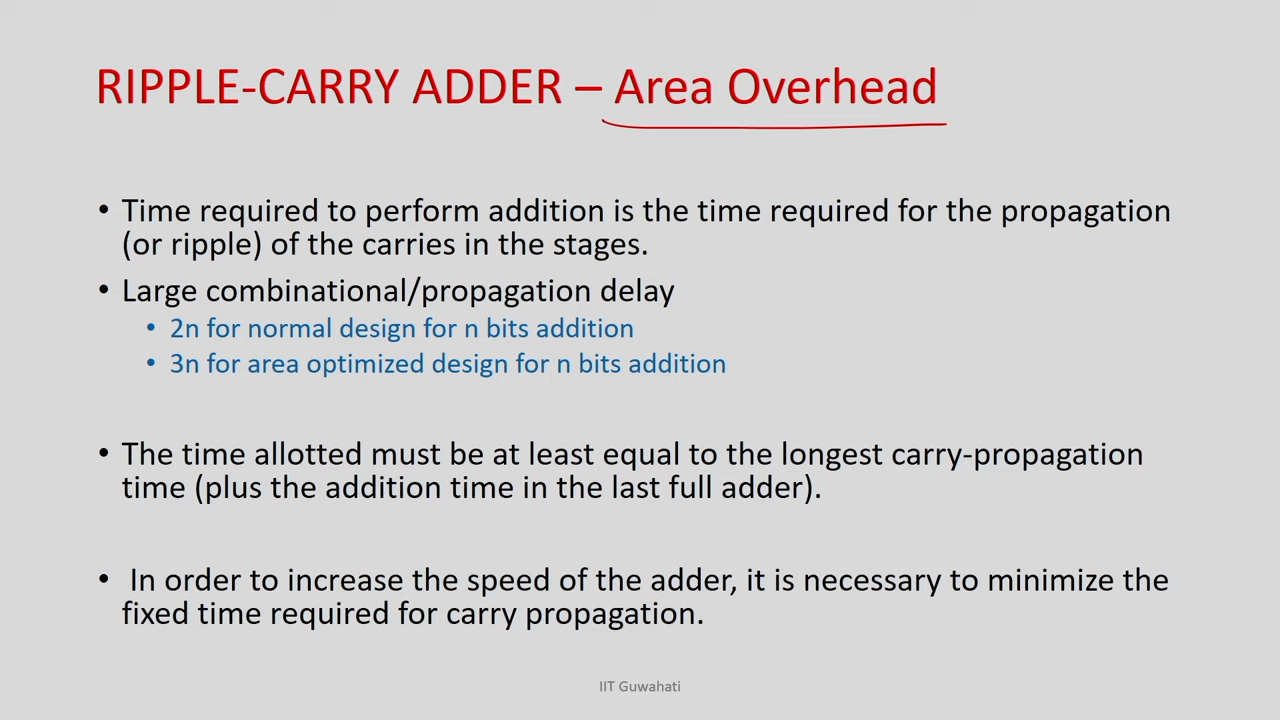 RIPPLE-CARRY ADDER – Area Overhead
• Time required to perform addition is the time required for the propagation
(or ripple) of the carries in the stages.
• Large combinational/propagation delay
• 2n for normal design for n bits addition
• 3n for area optimized design for n bits addition
• The time allotted must be at least equal to the longest carry-propagation
time (plus the addition time in the last full adder).
• In order to increase the speed of the adder, it is necessary to minimize the
fixed time required for carry propagation.
IIT Guwahati